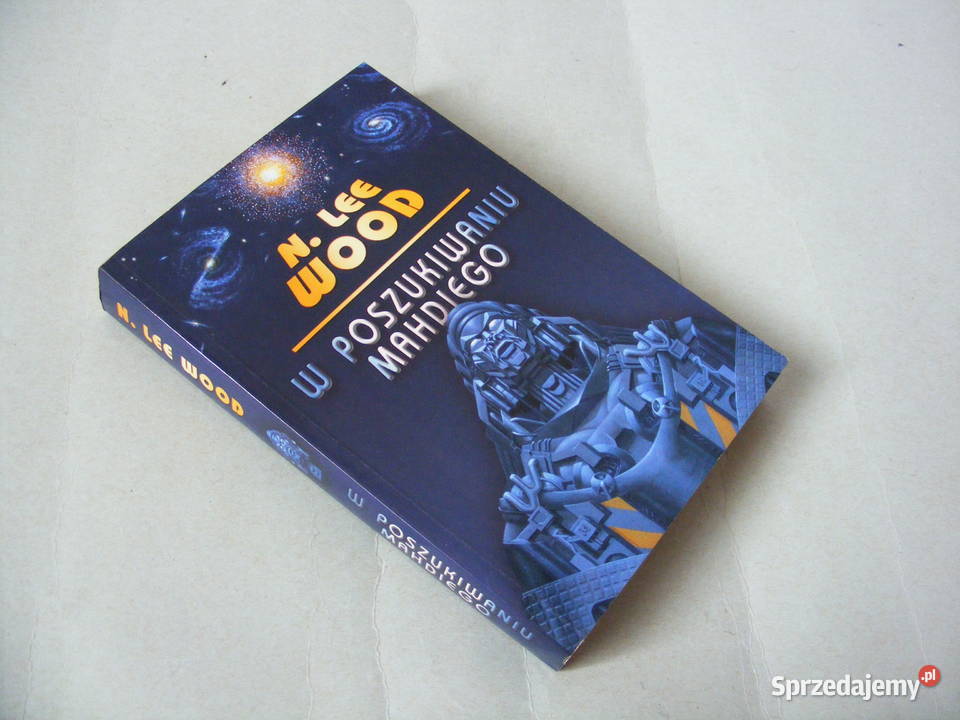 N. LEE
WOOD
W POSZUKIWANIU
MAHDIEGO
N. LEE WOOD
W POSZUKIWANIU
MAHDIEGO
Sprzedajemy.pl